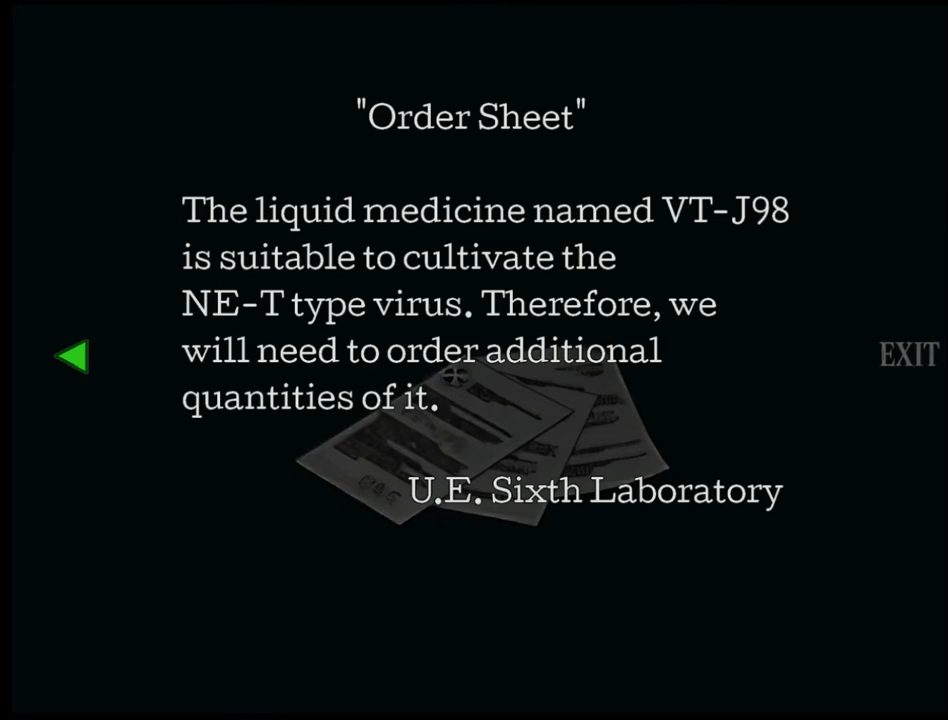 "Order Sheet"
The liquid medicine named VT-J98
is suitable to cultivate the
NE-T type virus. Therefore, we
will need to order additional
quantities of it.
EXIT
U.E. Sixth Laboratory